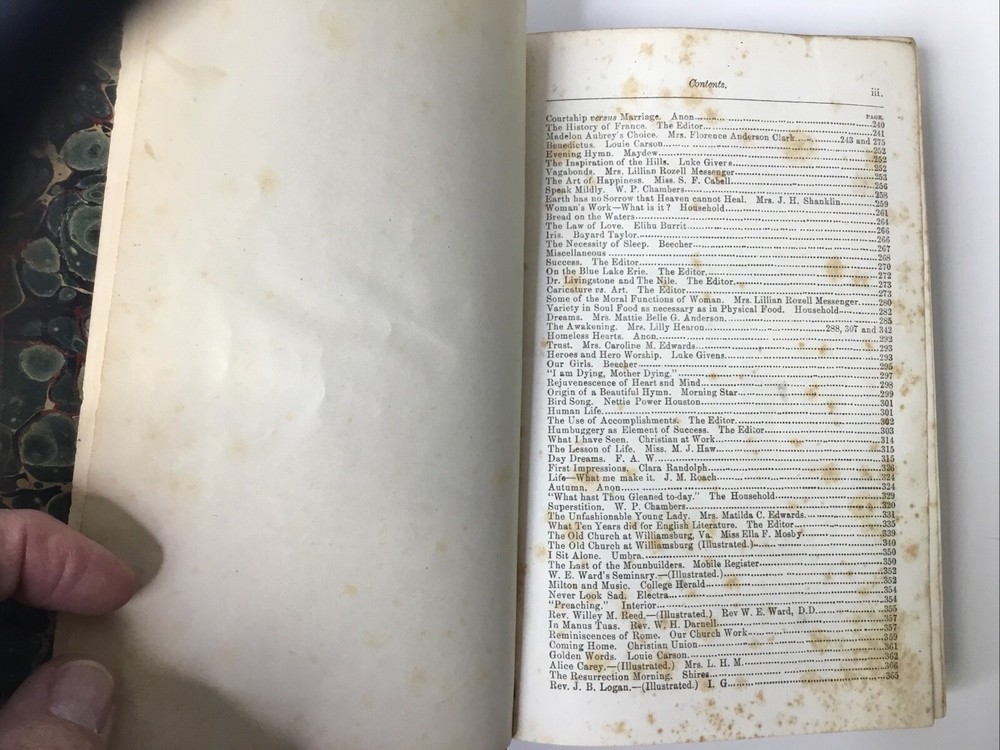 Contents.
iii.
PAGE.
Courtship versus Marriage. Anon. 240
The History of France. The Editor. 241
Madelon Aubrey's Choice. Mrs. Florence Anderson Clark. 243 and 275
Benedictus. Louie Carson. 252
Evening Hymn. Maydew. 252
The Inspiration of the Hills. Luke Givens. 252
Vagabonds. Mrs. Lillian Rozell Messenger. 253
The Art of Happiness. Miss. S. F. Cabell. 256
Speak Mildly. W. P. Chambers. 258
Earth has no Sorrow that Heaven cannot Heal. Mrs. J. H. Shanklin. 259
Woman's Work—What is it? Household. 261
Bread on the Waters. 264
The Law of Love. Elihu Burrit. 266
Iris. Bayard Taylor. 266
The Necessity of Sleep. Beecher. 267
Miscellaneous 268
Success. The Editor. 270
On the Blue Lake Erie. The Editor. 272
Dr. Livingstone and The Nile. The Editor. 273
Caricature vs. Art. The Editor. 273
Some of the Moral Functions of Woman. Mrs. Lillian Rozell Messenger. 280
Variety in Soul Food as necessary as in Physical Food. Household 282
Dreams. Mrs. Mattie Belle G. Anderson. 285
The Awakening. Mrs. Lilly Hearon. 288, 307 and 342
Homeless Hearts. Anon. 292
Trust. Mrs. Caroline M. Edwards. 293
Heroes and Hero Worship. Luke Givens. 293
Our Girls. Beecher. 295
"I am Dying, Mother Dying." 297
Rejuvenescence of Heart and Mind 298
Origin of a Beautiful Hymn. Morning Star. 299
Bird Song. Nettie Power Houston. 301
Human Life. 301
The Use of Accomplishments. The Editor. 302
Humbuggery as Element of Success. The Editor. 303
What I have Seen. Christian at Work. 314
The Lesson of Life. Miss. M. J. Haw. 315
Day Dreams. F. A. W. 315
First Impressions. Clara Randolph. 326
Life—What me make it. J. M. Roach. 324
Autumn. Anon. 324
"What hast Thou Gleaned to-day." The Household 329
Superstition. W. P. Chambers. 320
The Unfashionable Young Lady. Mrs. Matilda C. Edwards. 331
What Ten Years did for English Literature. The Editor. 335
The Old Church at Williamsburg, Va. Miss Ella F. Mosby. 339
The Old Church at Williamsburg (Illustrated.) 340
I Sit Alone. Umbra. 350
The Last of the Mounbuilders. Mobile Register 350
W. E. Ward's Seminary.—(Illustrated.) 352
Milton and Music. College Herald 352
Never Look Sad. Electra. 354
"Preaching." Interior. 354
Rev. Willey M. Reed.—(Illustrated.) Rev W. E. Ward, D.D. 355
In Manus Tuas. Rev. W. H. Darnell. 357
Reminiscences of Rome. Our Church Work. 357
Coming Home. Christian Union 359
Golden Words. Louie Carson. 361
Alice Carey.—(Illustrated.) Mrs. L. H. M. 362
The Resurrection Morning. Shires. 366
Rev. J. B. Logan.—(Illustrated.) I. G. 365